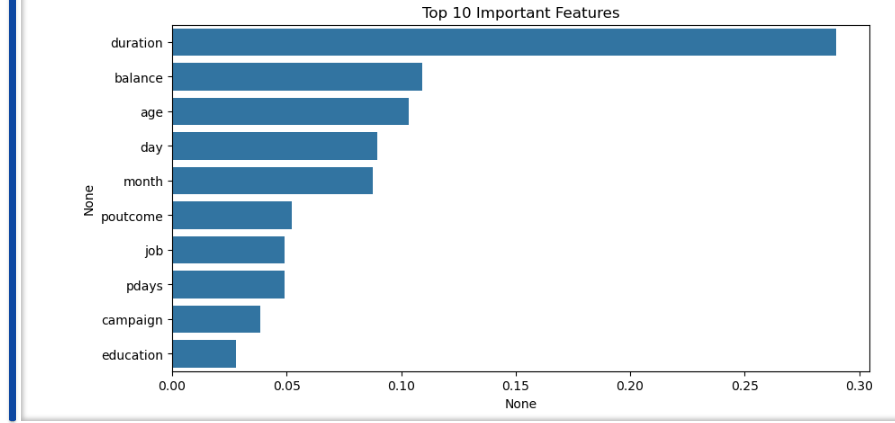 Top 10 Important Features
duration
balance
age
day
month
poutcome
job
pdays
campaign
education
None
0.00 0.05 0.10 0.15 0.20 0.25 0.30
None